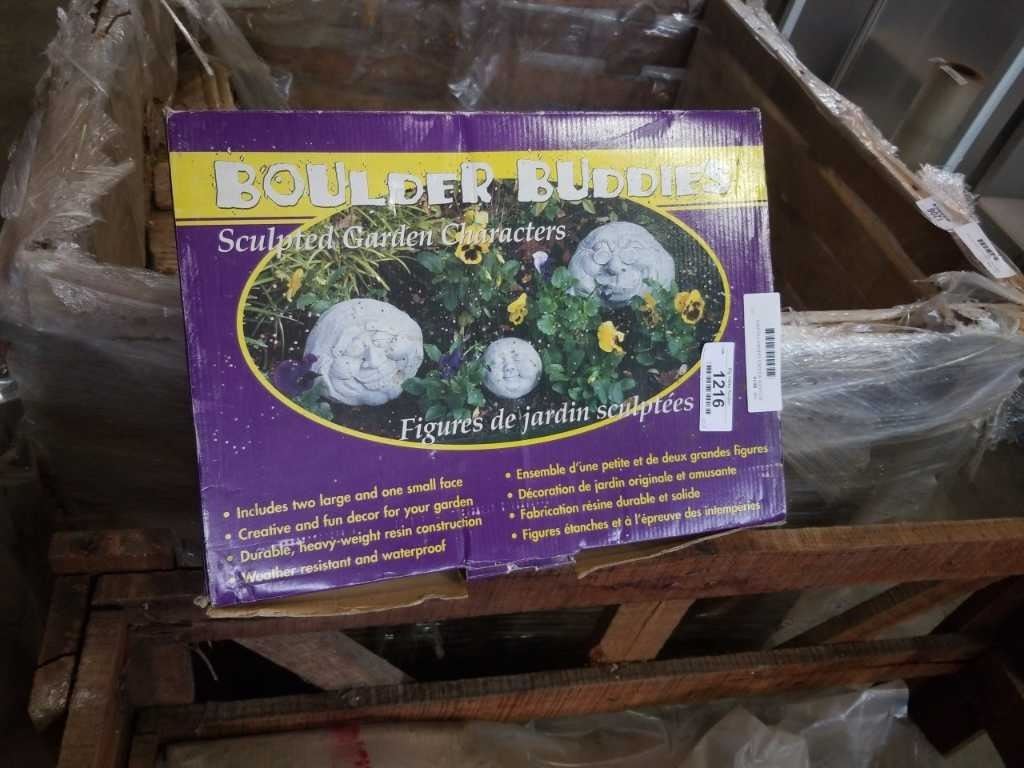 BOULDER BUDDIES
Sculpted Garden Characters
Figures de jardin sculptées
• Includes two large and one small face
• Creative and fun decor for your garden
• Durable, heavy-weight resin construction
• Weather-resistant and waterproof
• Ensemble d'une petite et de deux grandes figures
• Décoration de jardin originale et amusante
• Fabrication résine durable et solide
• Figures étanches et à l'épreuve des intempéries
1216